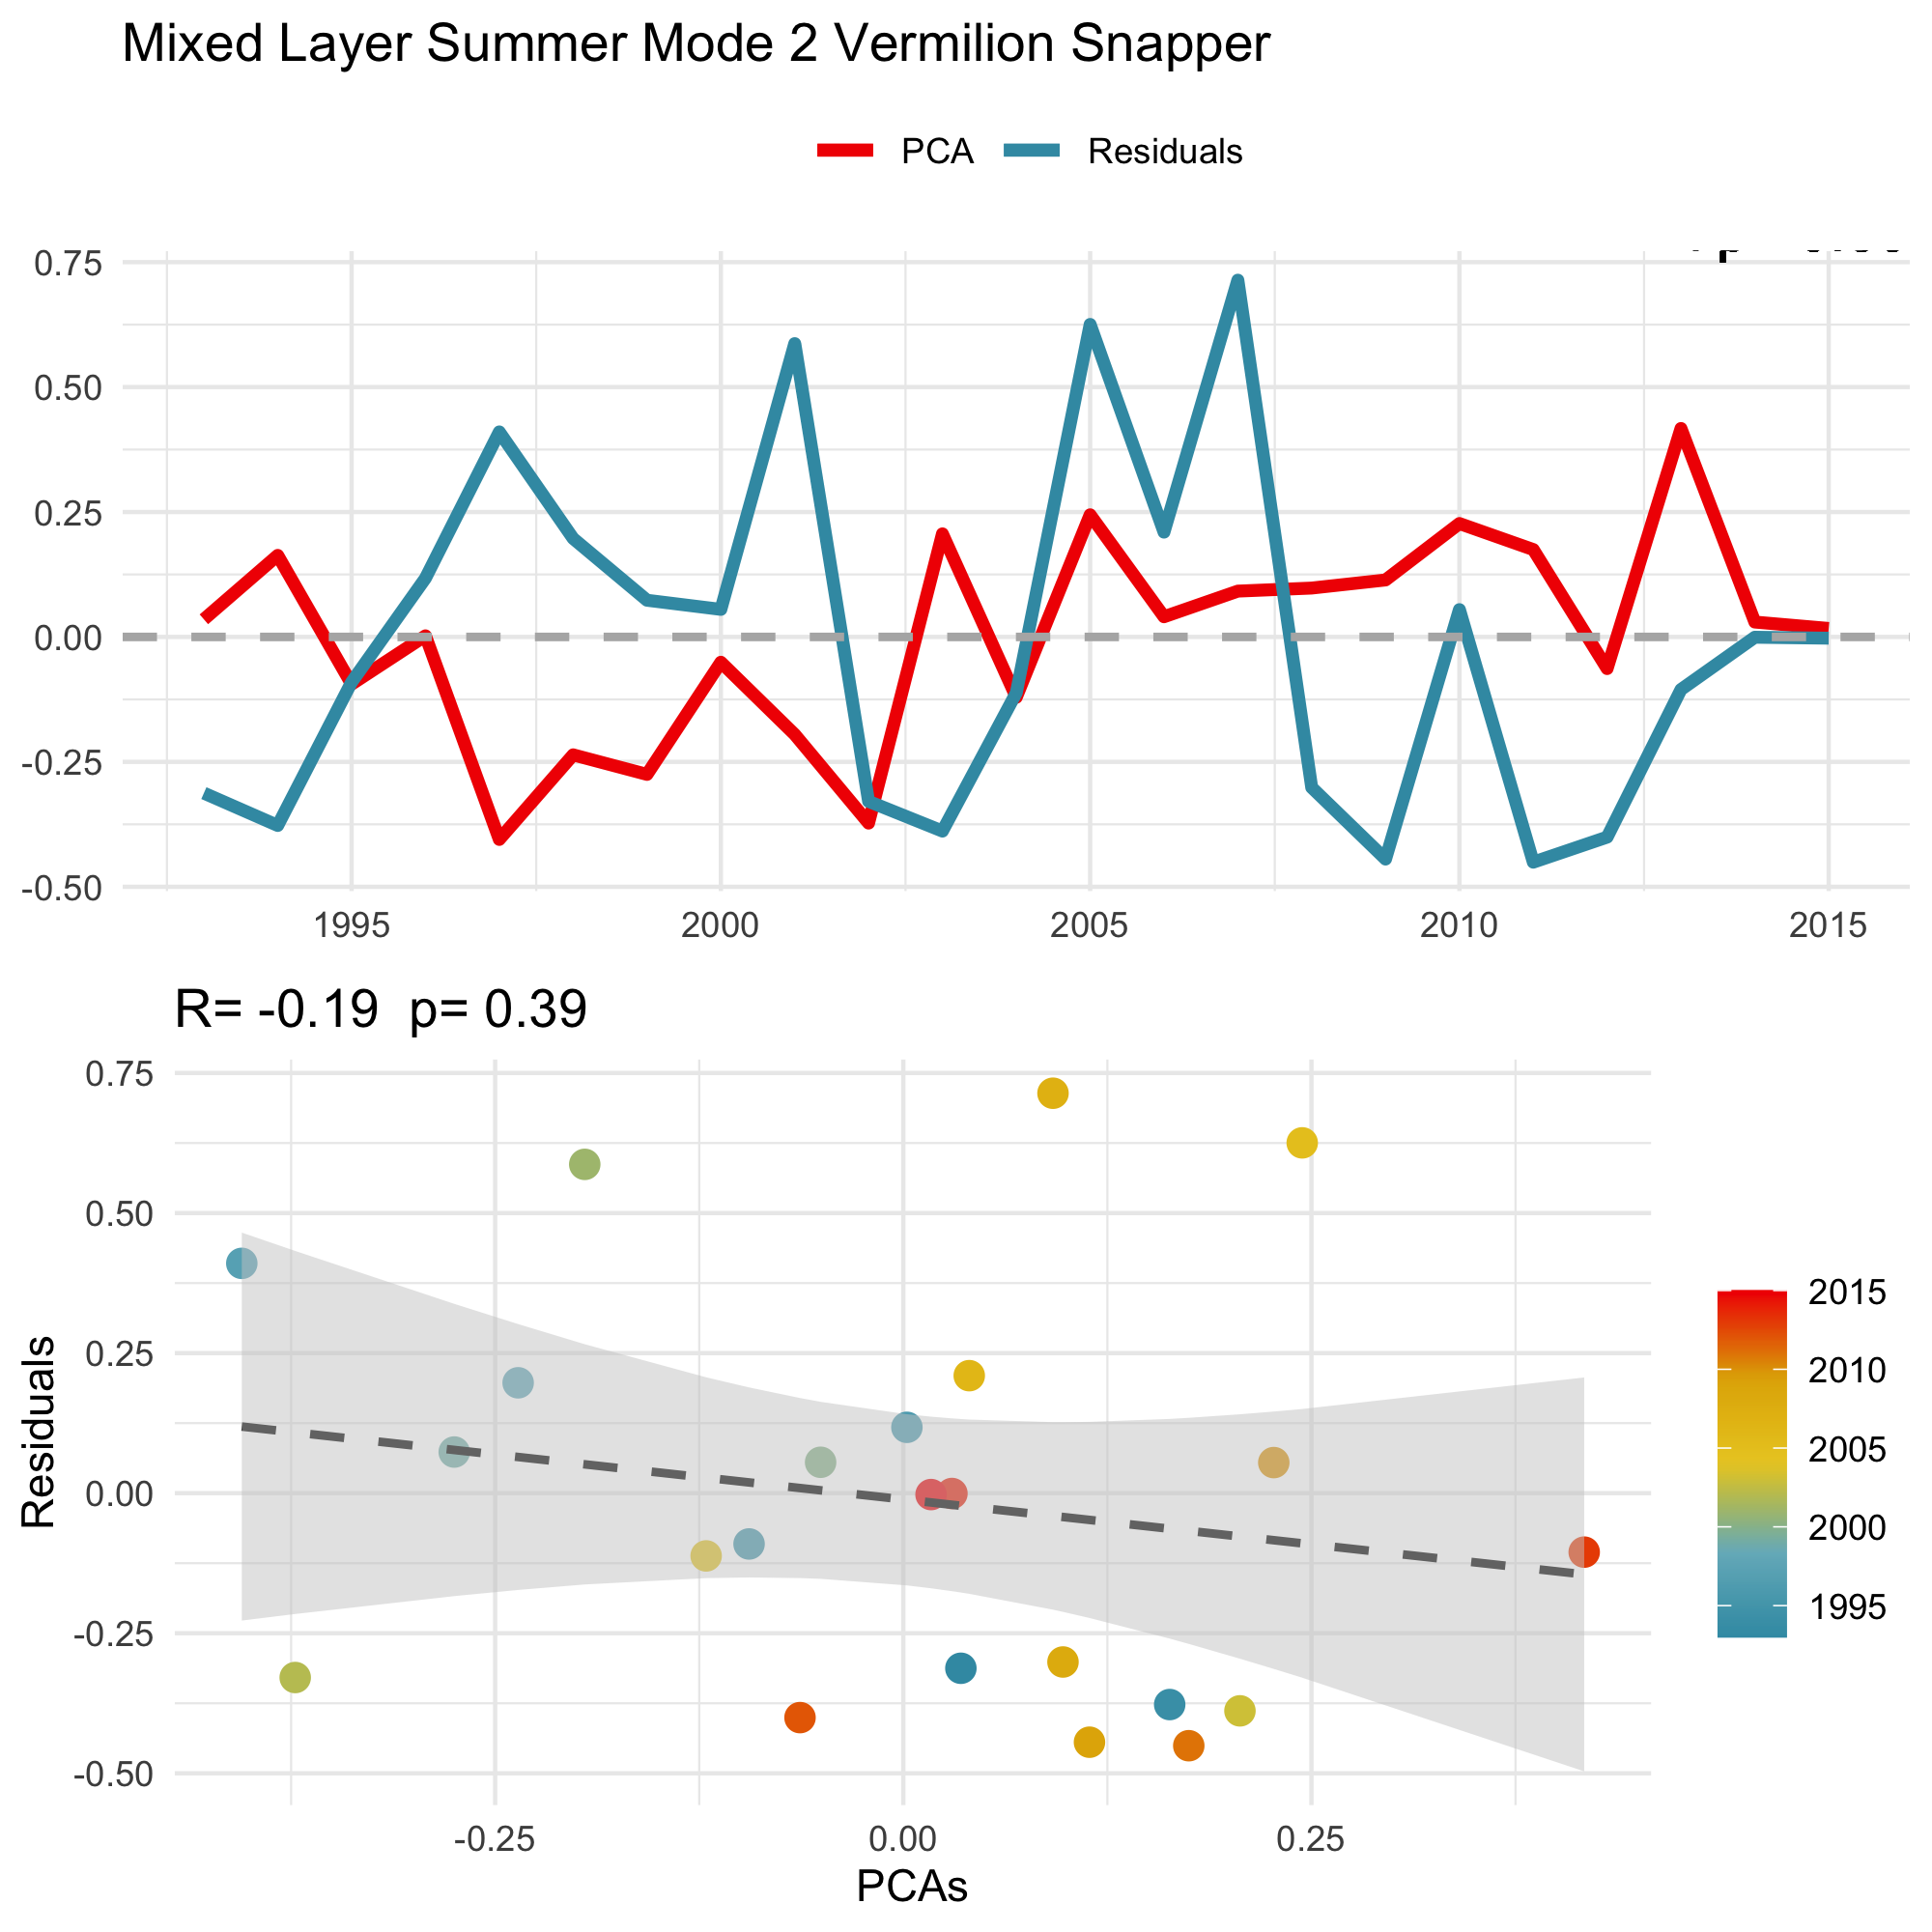 Mixed Layer Summer Mode 2 Vermilion Snapper
PCA Residuals
0.75
0.50
0.25
0.00
-0.25
-0.50
1995 2000 2005 2010 2015
R= -0.19 p= 0.39
Residuals
0.75
0.50
0.25
0.00
-0.25
-0.50
-0.25 0.00 0.25
PCAs
2015
2010
2005
2000
1995